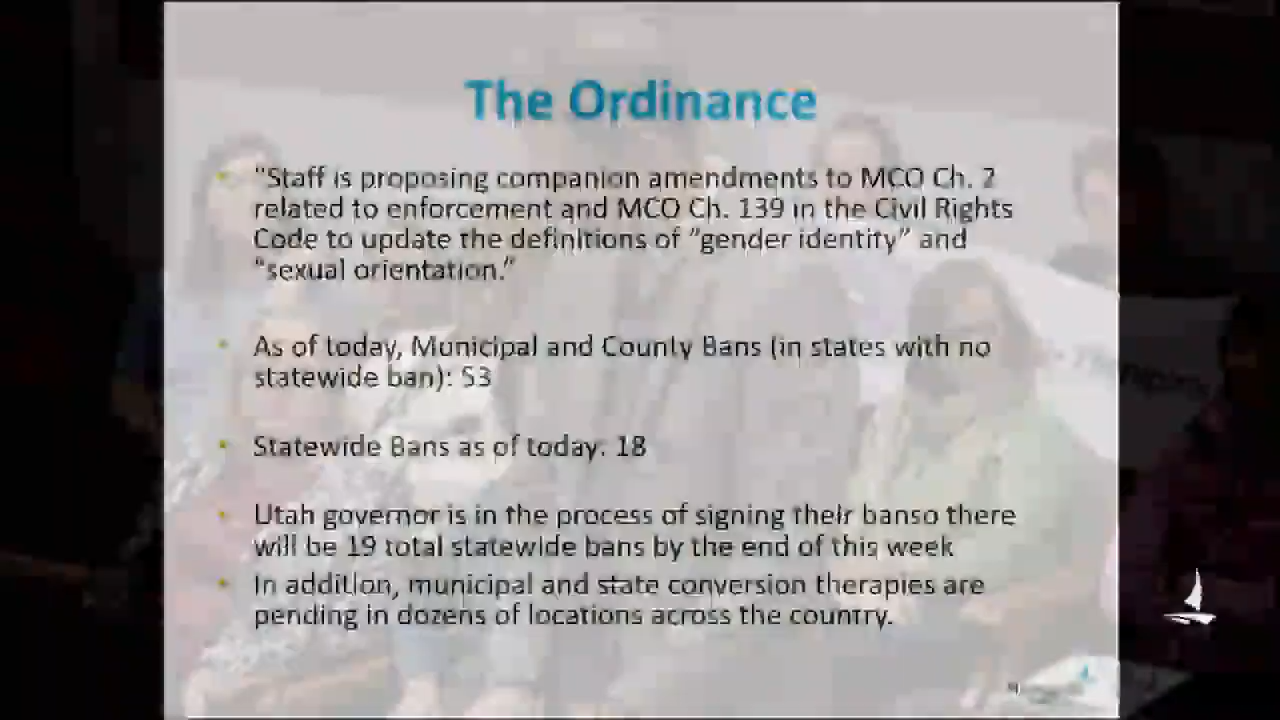 The Ordinance
"Staff is proposing companion amendments to MCO Ch. 2
related to enforcement and MCO Ch. 139 in the Civil Rights
Code to update the definitions of "gender identity" and
"sexual orientation."
As of today, Municipal and County Bans (in states with no
statewide ban): 53
Statewide Bans as of today: 18
Utah governor is in the process of signing their banso there
will be 19 total statewide bans by the end of this week
In addition, municipal and state conversion therapies are
pending in dozens of locations across the country.